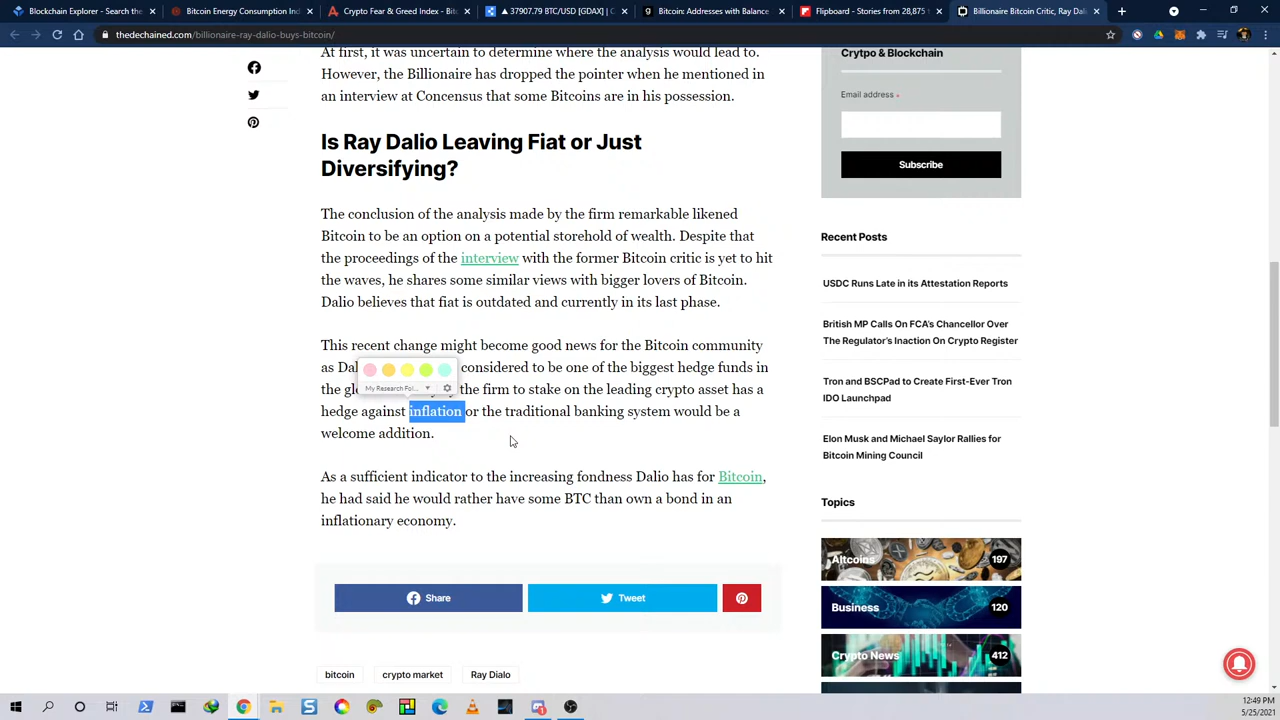 Blockchain Explorer - Search the
Bitcoin Energy Consumption Ind
Crypto Fear & Greed Index - Bitc
▲ 37907.79 BTC/USD [GDAX] | C
Bitcoin Addresses with Balance
Flipboard - Stories from 28,875 t
Billionaire Bitcoin Critic, Ray Dal
thedechained.com/billionaire-ray-dalio-buys-bitcoin/
At first, it was uncertain to determine where the analysis would lead to.
However, the Billionaire has dropped the pointer when he mentioned in
an interview at Concensus that some Bitcoins are in his possession.
Is Ray Dalio Leaving Fiat or Just
Diversifying?
The conclusion of the analysis made by the firm remarkable likened
Bitcoin to be an option on a potential storehold of wealth. Despite that
the proceedings of the interview with the former Bitcoin critic is yet to hit
the waves, he shares some similar views with bigger lovers of Bitcoin.
Dalio believes that fiat is outdated and currently in its last phase.
This recent change might become good news for the Bitcoin community
as Dal considered to be one of the biggest hedge funds in
the gl the firm to stake on the leading crypto asset has a
My Research Fol...
hedge against inflation or the traditional banking system would be a
welcome addition.
As a sufficient indicator to the increasing fondness Dalio has for Bitcoin,
he had said he would rather have some BTC than own a bond in an
inflationary economy.
Share
Tweet
bitcoin
crypto market
Ray Dialo
Crytpo & Blockchain
Email address *
Subscribe
Recent Posts
USDC Runs Late in its Attestation Reports
British MP Calls On FCA's Chancellor Over
The Regulator's Inaction On Crypto Register
Tron and BSCPad to Create First-Ever Tron
IDO Launchpad
Elon Musk and Michael Saylor Rallies for
Bitcoin Mining Council
Topics
Altcoins 197
Business 120
Crypto News 412
12:49 PM
5/25/2021